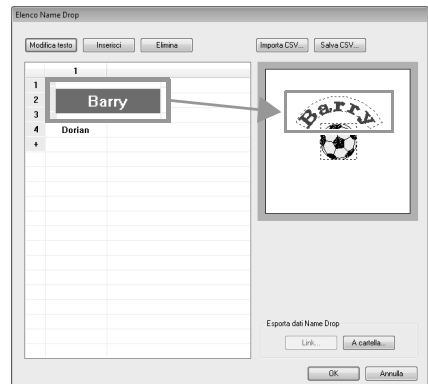 Elenco Name Drop
Modifica testo Inserisci Elimina Importa CSV... Salva CSV...
1
1
2 Barry
3
4 Dorian
+
Barry
Esporta dati Name Drop
Link... A cartella...
OK Annulla